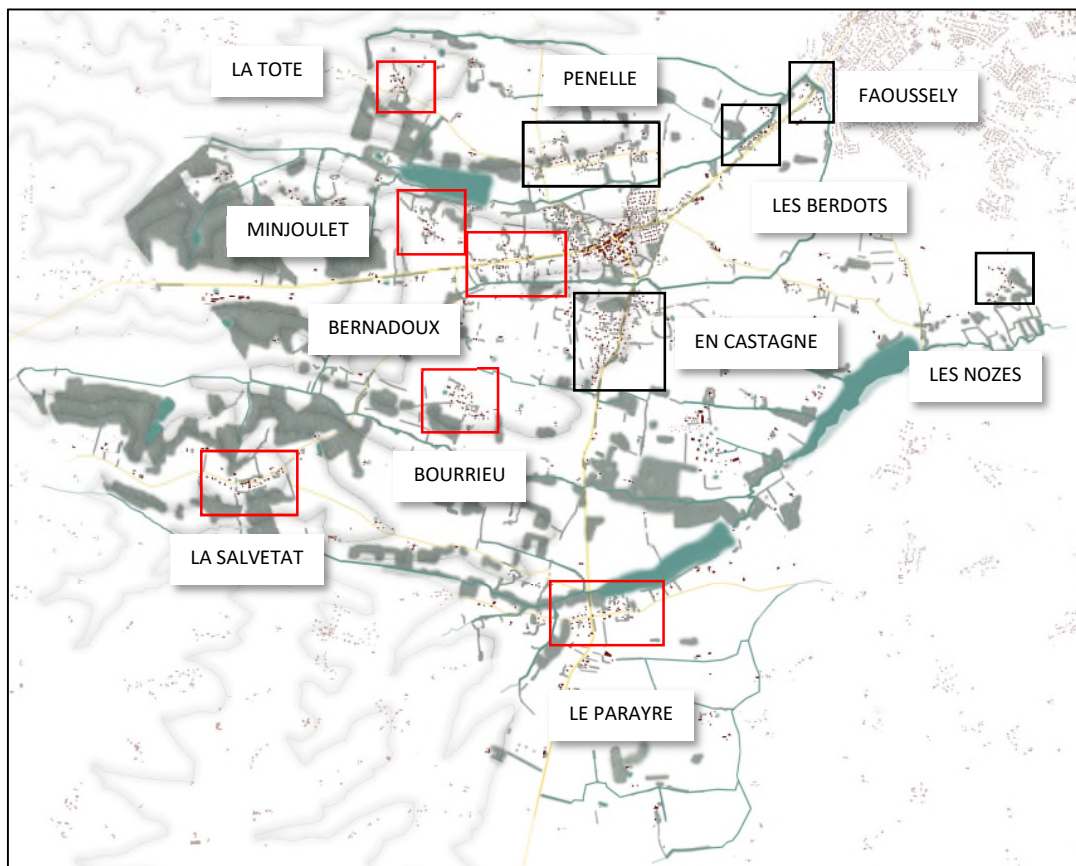 LA TOTE
PENELLE
FAOUSSELY
LES BERDOTS
MINJOULET
BERNADOUX
EN CASTAGNE
LES NOZES
BOURRIEU
LA SALVETAT
LE PARAYRE